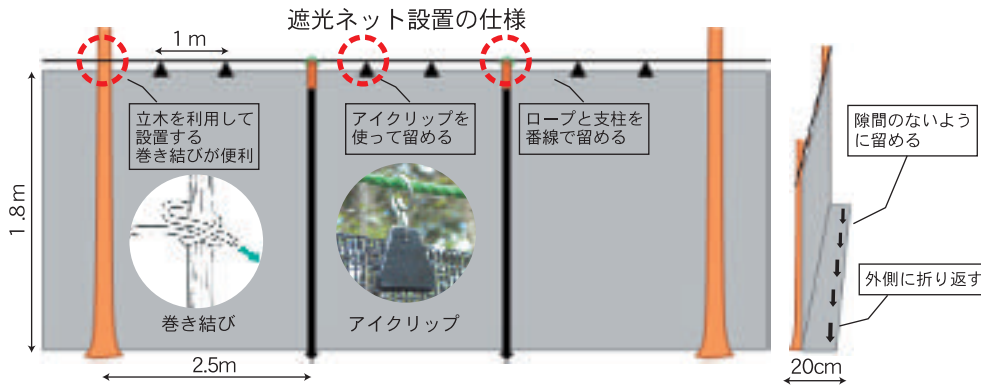 遮光ネット設置の仕様
1m
立木を利用して
設置する
巻き結びが便利
アイクリップを
使って留める
ロープと支柱を
番線で留める
隙間のないよう
に留める
1.8m
外側に折り返す
巻き結び
アイクリップ
2.5m
20cm